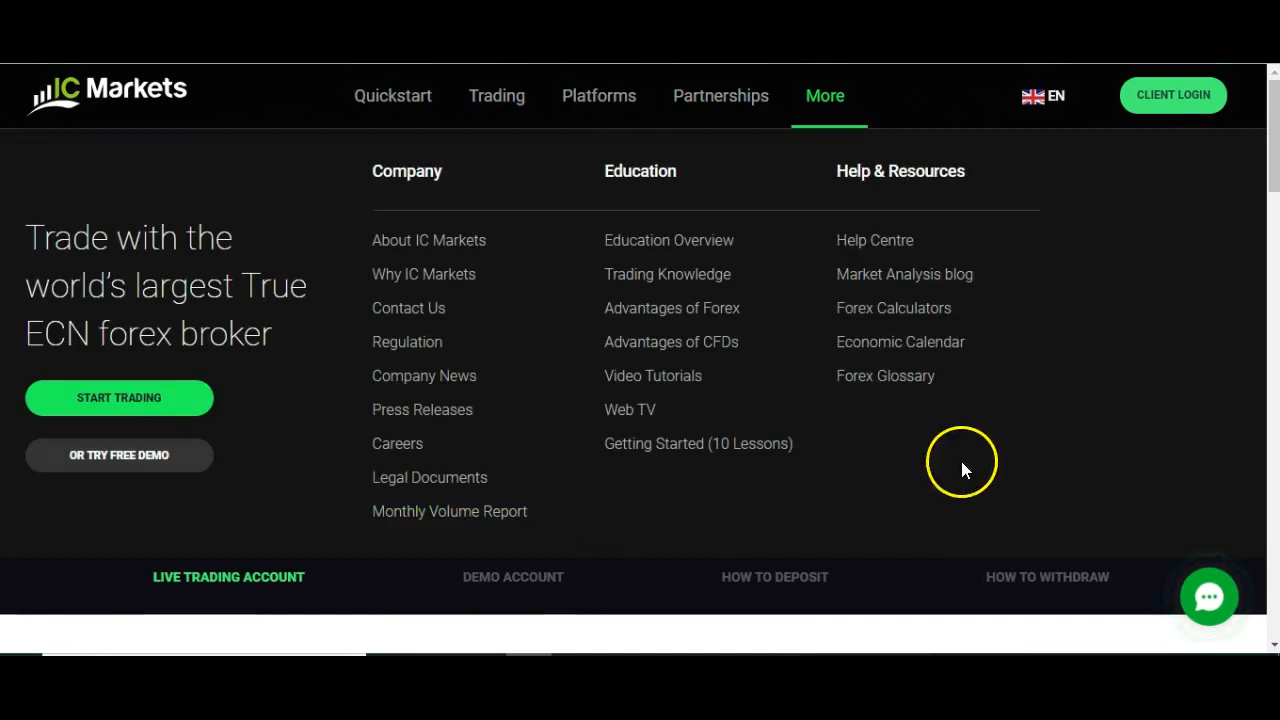 IC Markets
Quickstart
Trading
Platforms
Partnerships
More
EN
CLIENT LOGIN
Trade with the
world's largest True
ECN forex broker
START TRADING
OR TRY FREE DEMO
Company
About IC Markets
Why IC Markets
Contact Us
Regulation
Company News
Press Releases
Careers
Legal Documents
Monthly Volume Report
Education
Education Overview
Trading Knowledge
Advantages of Forex
Advantages of CFDs
Video Tutorials
Web TV
Getting Started (10 Lessons)
Help & Resources
Help Centre
Market Analysis blog
Forex Calculators
Economic Calendar
Forex Glossary
LIVE TRADING ACCOUNT
DEMO ACCOUNT
HOW TO DEPOSIT
HOW TO WITHDRAW